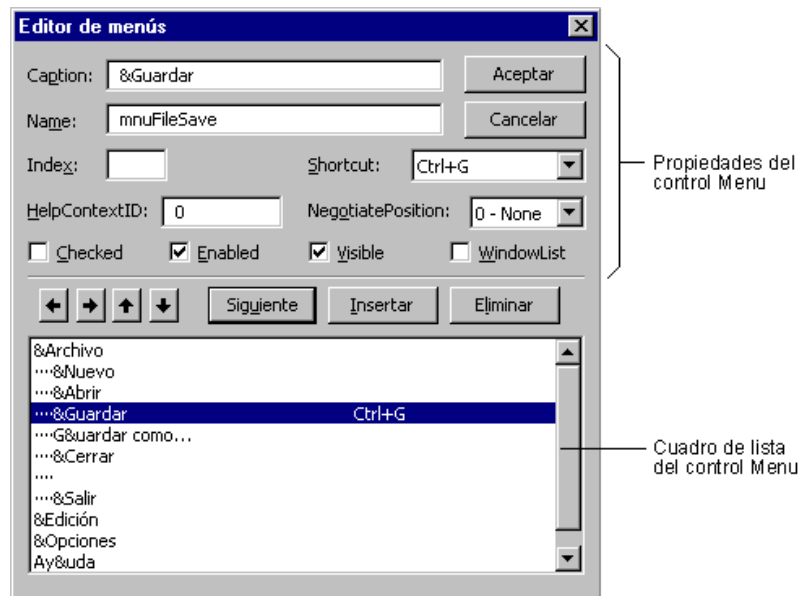 Editor de menús
Caption: &Guardar Aceptar
Name: mnuFileSave Cancelar
Index: Shortcut: Ctrl+G
HelpContextID: 0 NegotiatePosition: 0 - None
Checked Enabled Visible WindowList
Propiedades del
control Menu
Siguiente Insertar Eliminar
&Archivo
····&Nuevo
····&Abrir
····&Guardar Ctrl+G
····G&uardar como...
····&Cerrar
····
····&Salir
&Edición
&Opciones
Ay&uda
Cuadro de lista
del control Menu